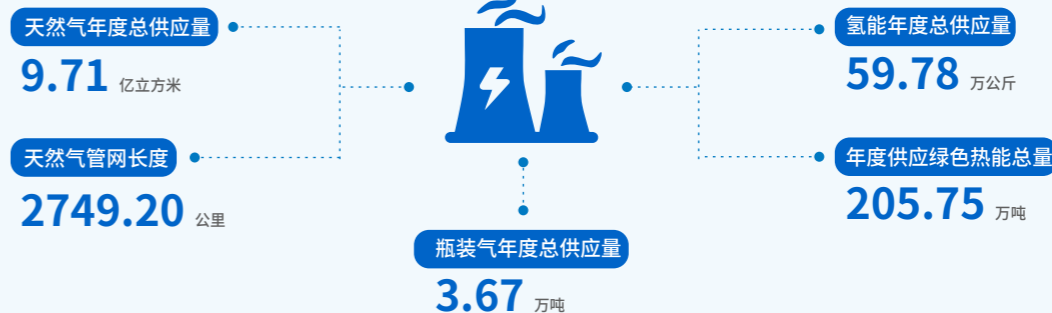 天然气年度总供应量
9.71 亿立方米
天然气管网长度
2749.20 公里
瓶装气年度总供应量
3.67 万吨
氢能年度总供应量
59.78 万公斤
年度供应绿色热能总量
205.75 万吨